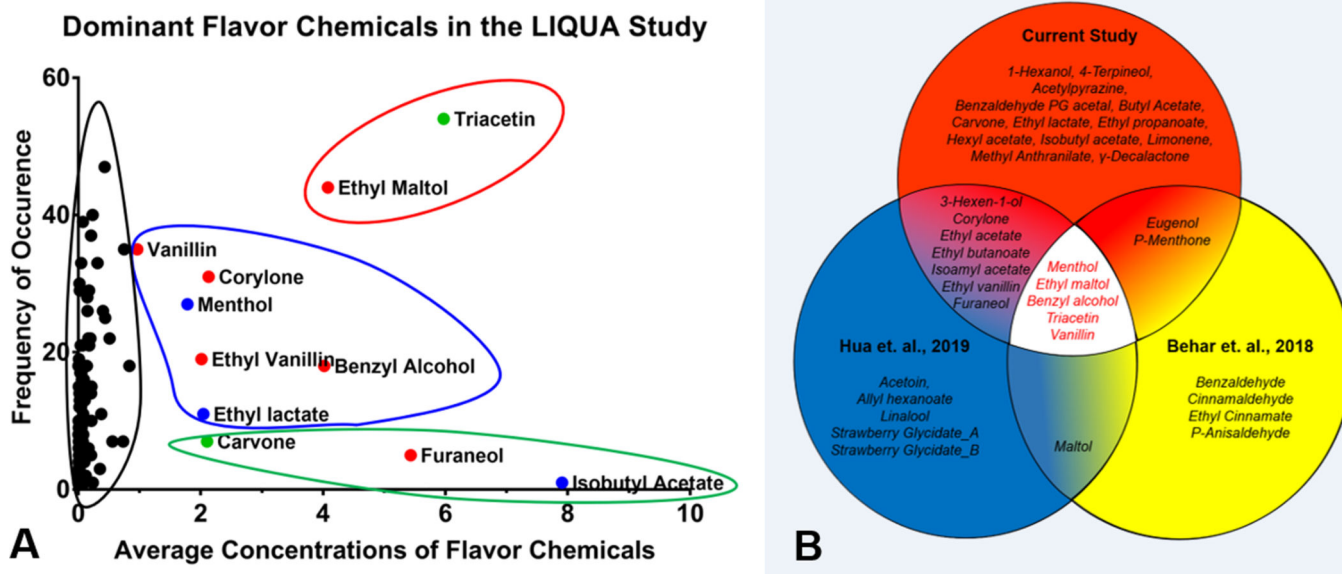 Dominant Flavor Chemicals in the LIQUA Study
Frequency of Occurence
60
40
20
0
Triacetin
Ethyl Maltol
Vanillin
Corylone
Menthol
Ethyl Vanillin
Benzyl Alcohol
Ethyl lactate
Carvone
Furaneol
Isobutyl Acetate
0 2 4 6 8 10
Average Concentrations of Flavor Chemicals
A
Current Study
1-Hexanol, 4-Terpineol,
Acetylpyrazine,
Benzaldehyde PG acetal, Butyl Acetate,
Carvone, Ethyl lactate, Ethyl propanoate,
Hexyl acetate, Isobutyl acetate, Limonene,
Methyl Anthranilate, γ-Decalactone
3-Hexen-1-ol
Corylone
Ethyl acetate
Ethyl butanoate
Isoamyl acetate
Ethyl vanillin
Furaneol
Eugenol
P-Menthone
Menthol
Ethyl maltol
Benzyl alcohol
Triacetin
Vanillin
Hua et. al., 2019
Acetoin,
Allyl hexanoate
Linalool
Strawberry Glycidate_A
Strawberry Glycidate_B
Behar et. al., 2018
Benzaldehyde
Cinnamaldehyde
Ethyl Cinnamate
P-Anisaldehyde
Maltol
B